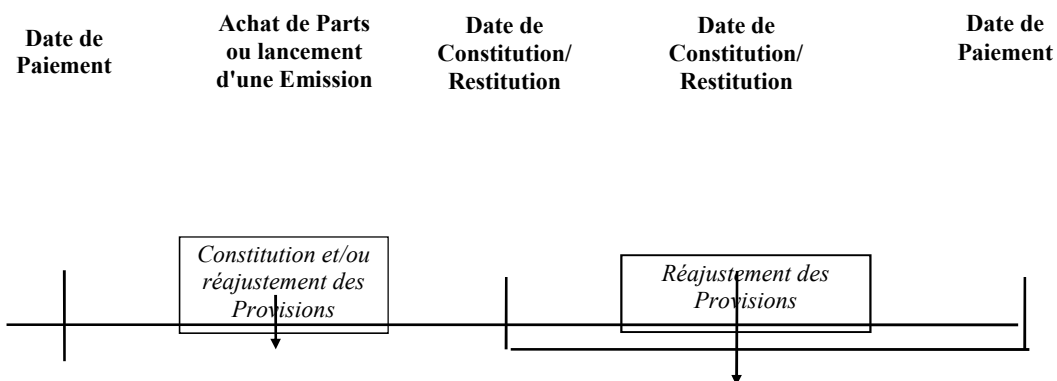 Date de
Paiement
Achat de Parts
ou lancement
d'une Emission
Date de
Constitution/
Restitution
Date de
Constitution/
Restitution
Date de
Paiement
Constitution et/ou
réajustement des
Provisions
Réajustement des
Provisions